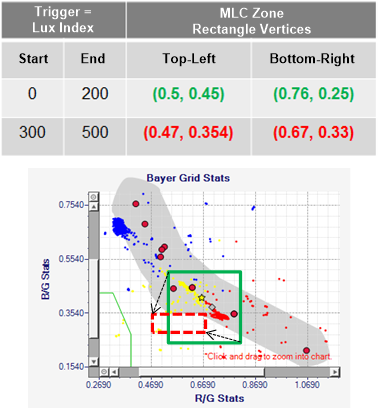 Trigger =
Lux Index
MLC Zone
Rectangle Vertices
Start End Top-Left Bottom-Right
0 200 (0.5, 0.45) (0.76, 0.25)
300 500 (0.47, 0.354) (0.67, 0.33)
Bayer Grid Stats
B/G Stats
0.7540
0.5540
0.3540
0.1540
*Click and drag to zoom into chart.
0.2690 0.4690 0.6690 0.8690 1.0690
R/G Stats